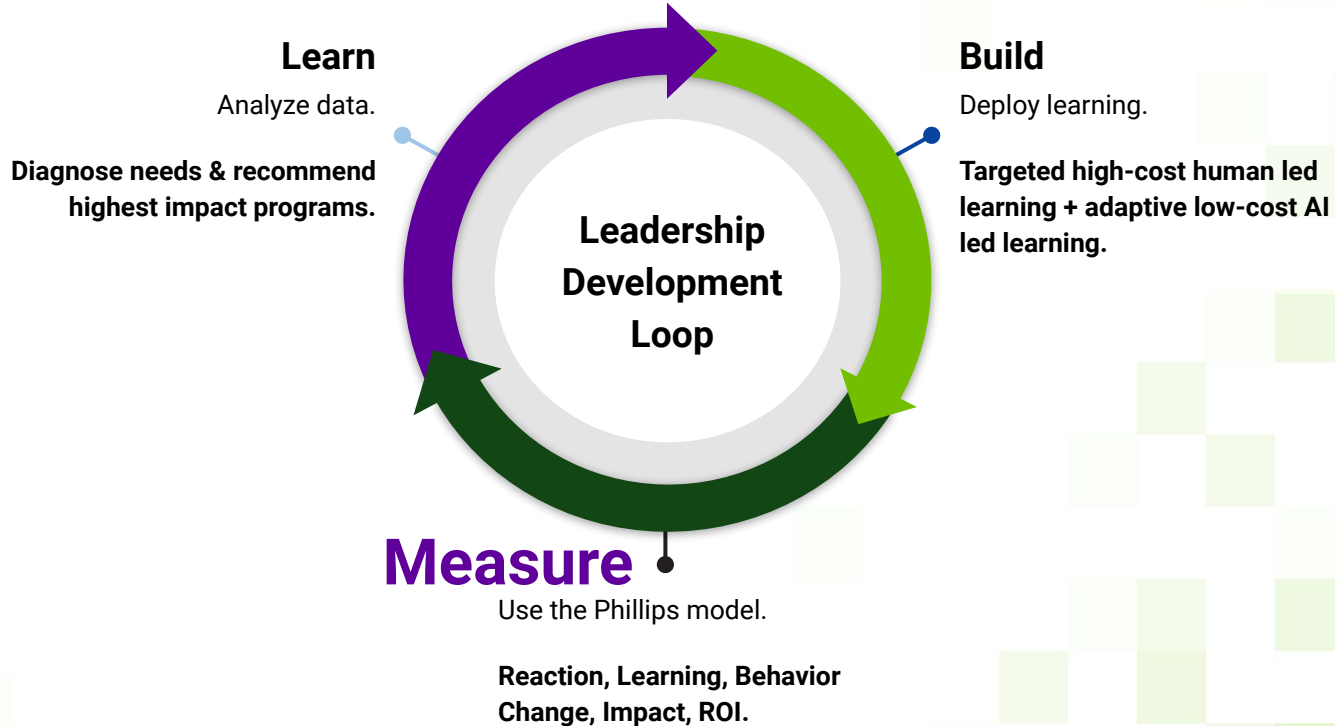 Learn
Analyze data.
Diagnose needs & recommend
highest impact programs.
Leadership
Development
Loop
Build
Deploy learning.
Targeted high-cost human led
learning + adaptive low-cost AI
led learning.
Measure
Use the Phillips model.
Reaction, Learning, Behavior
Change, Impact, ROI.